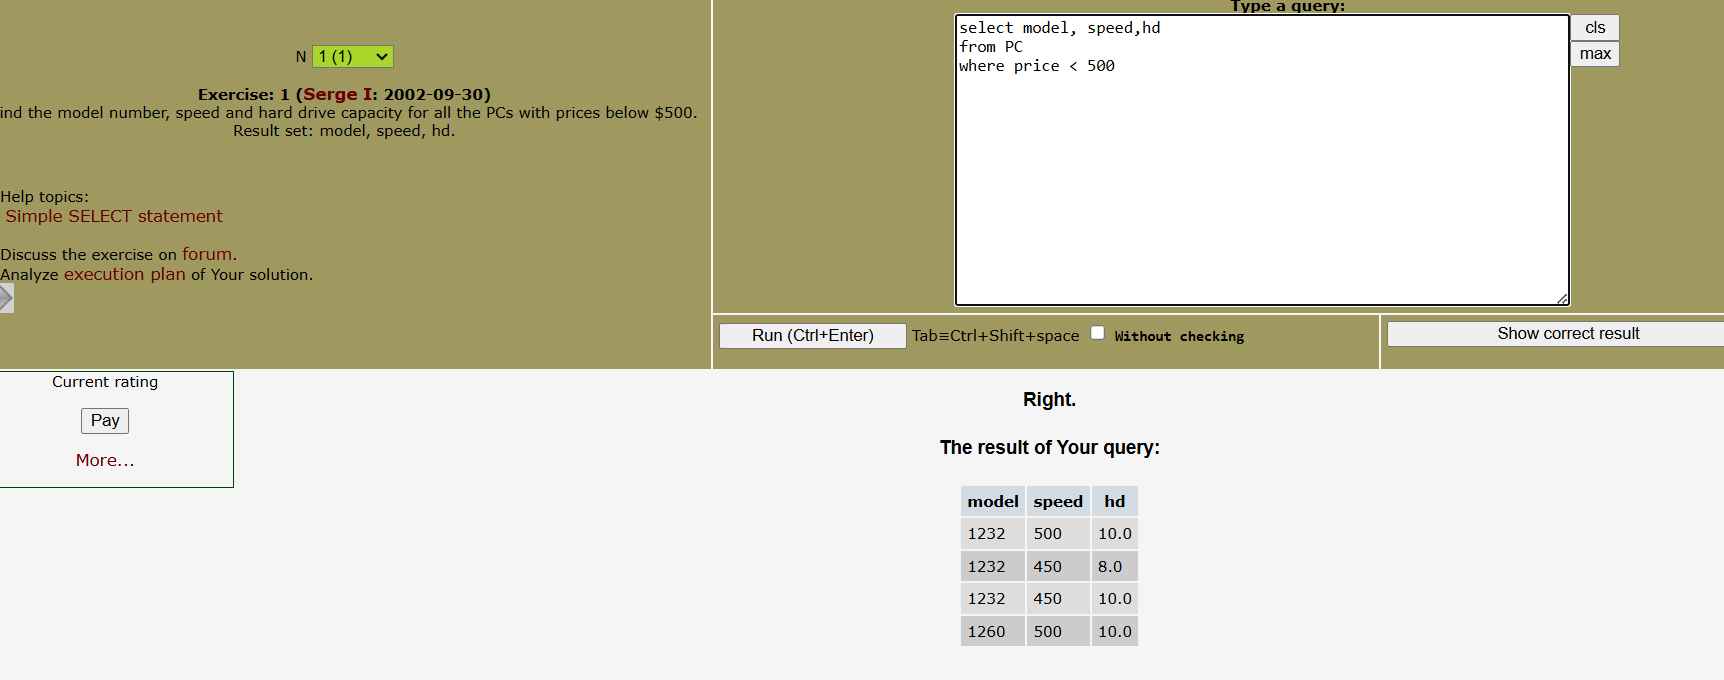 N 1 (1)
Exercise: 1 (Serge I: 2002-09-30)
ind the model number, speed and hard drive capacity for all the PCs with prices below $500.
Result set: model, speed, hd.
Help topics:
Simple SELECT statement
Discuss the exercise on forum.
Analyze execution plan of Your solution.
Type a query:
select model, speed,hd
from PC
where price < 500
cls
max
Run (Ctrl+Enter) Tab≡Ctrl+Shift+space Without checking
Show correct result
Current rating
Pay
More...
Right.
The result of Your query:
model speed hd
1232 500 10.0
1232 450 8.0
1232 450 10.0
1260 500 10.0